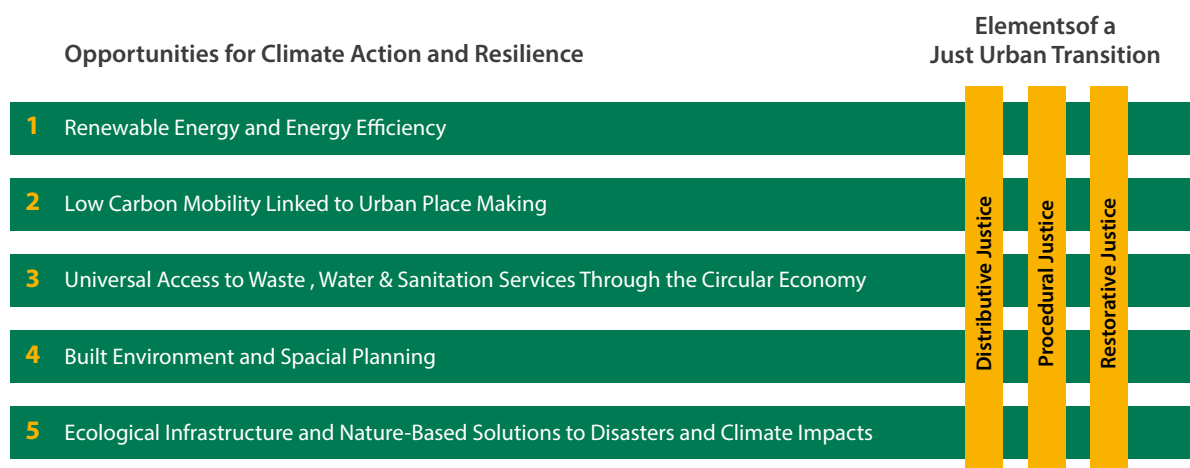 Opportunities for Climate Action and Resilience
Elementsof a
Just Urban Transition
1 Renewable Energy and Energy Efficiency
2 Low Carbon Mobility Linked to Urban Place Making
3 Universal Access to Waste , Water & Sanitation Services Through the Circular Economy
4 Built Environment and Spacial Planning
5 Ecological Infrastructure and Nature-Based Solutions to Disasters and Climate Impacts
Distributive Justice
Procedural Justice
Restorative Justice